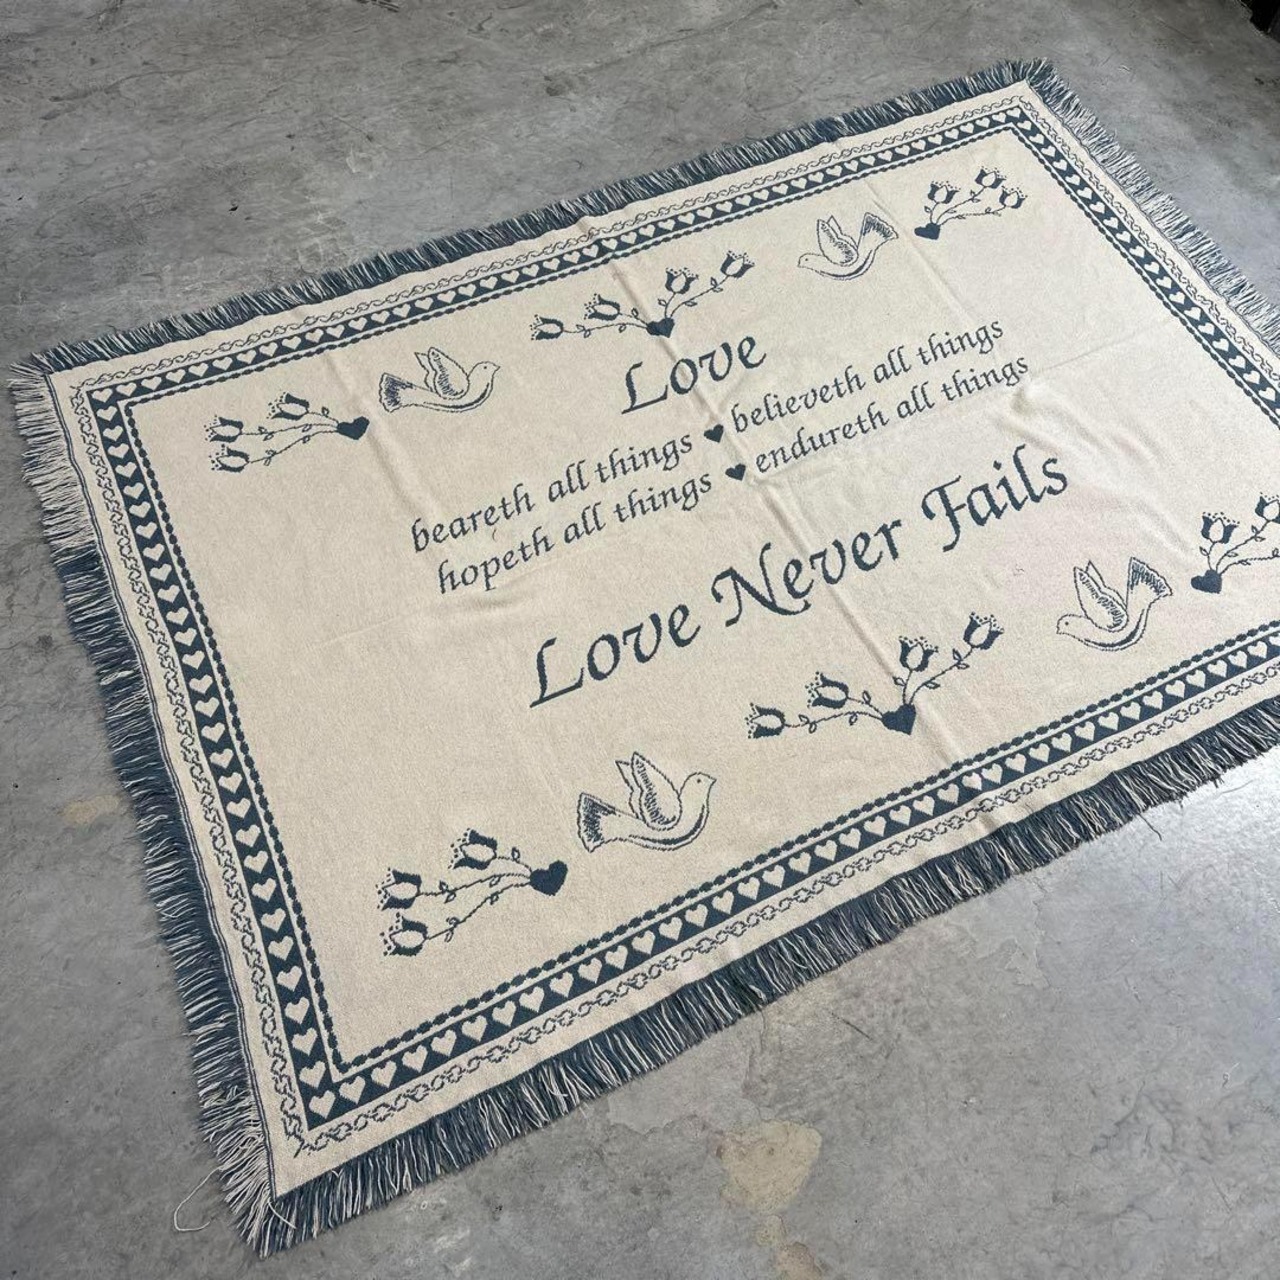 Love
beareth all things ♥ believeth all things
hopeth all things ♥ endureth all things
Love Never Fails